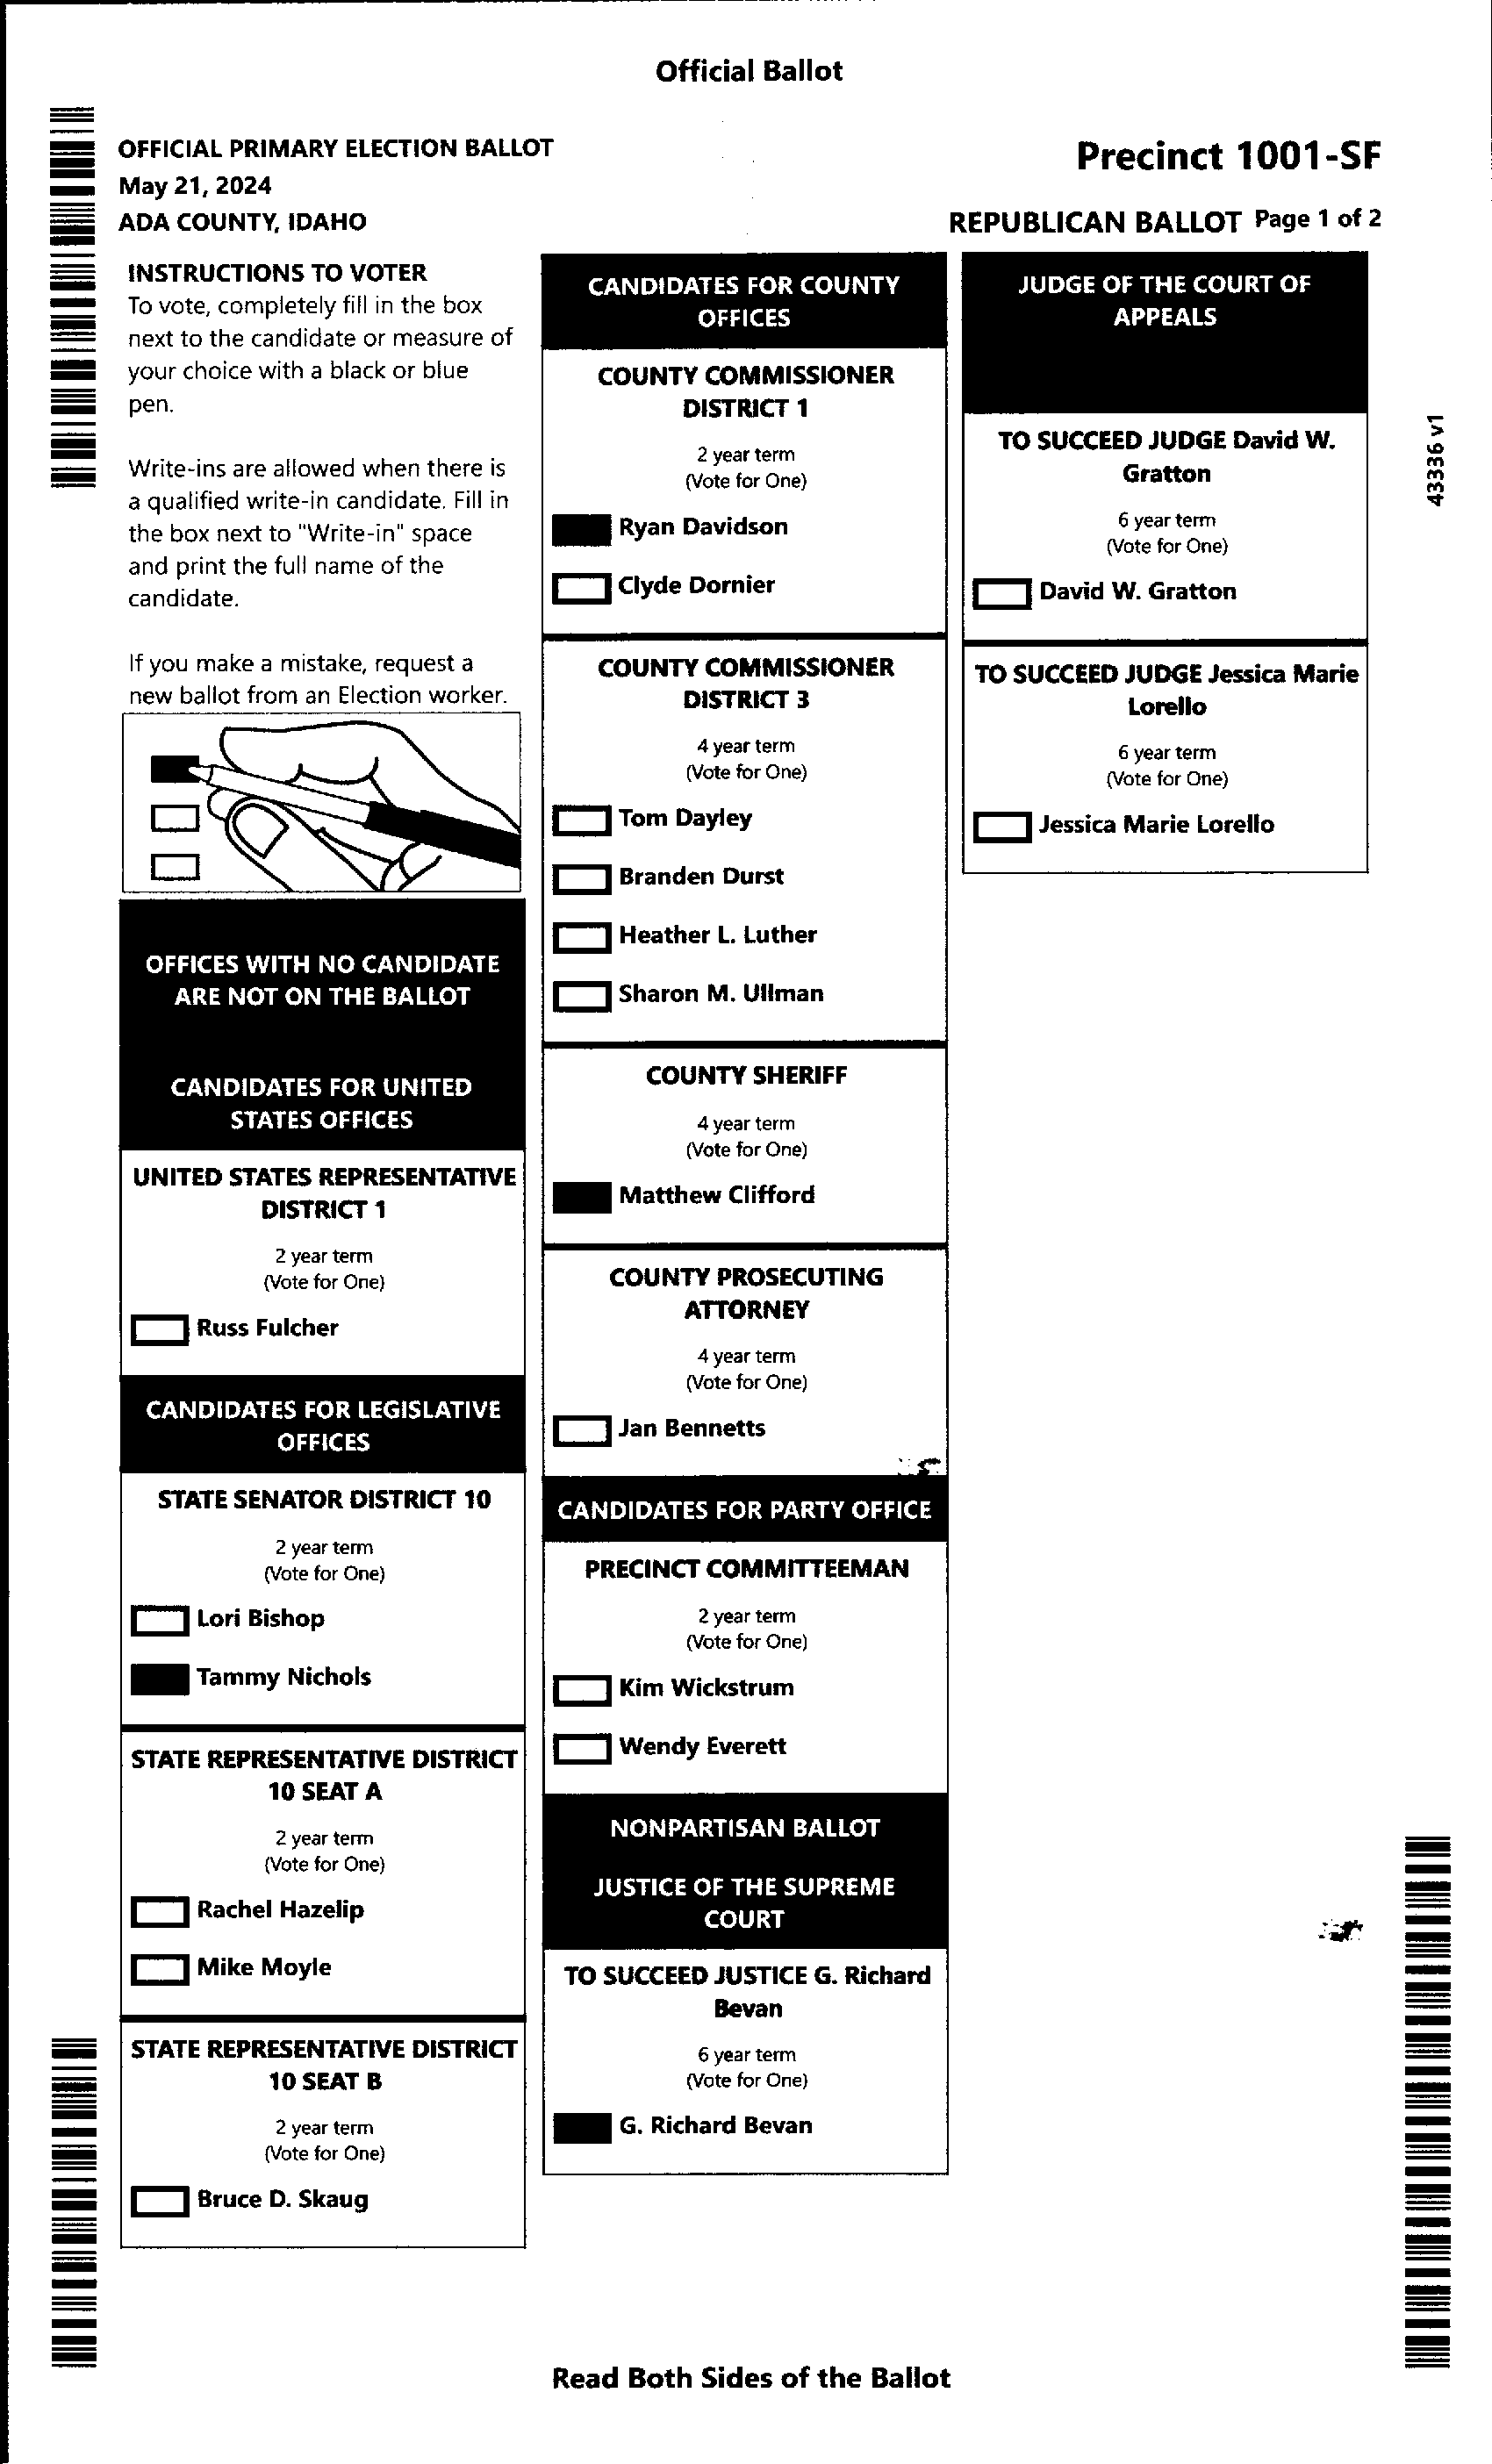 Official Ballot
OFFICIAL PRIMARY ELECTION BALLOT
May 21, 2024
ADA COUNTY, IDAHO
Precinct 1001-SF
REPUBLICAN BALLOT Page 1 of 2
INSTRUCTIONS TO VOTER
To vote, completely fill in the box
next to the candidate or measure of
your choice with a black or blue
pen.
Write-ins are allowed when there is
a qualified write-in candidate. Fill in
the box next to "Write-in" space
and print the full name of the
candidate.
If you make a mistake, request a
new ballot from an Election worker.
OFFICES WITH NO CANDIDATE
ARE NOT ON THE BALLOT
CANDIDATES FOR UNITED
STATES OFFICES
UNITED STATES REPRESENTATIVE
DISTRICT 1
2 year term
(Vote for One)
Russ Fulcher
CANDIDATES FOR LEGISLATIVE
OFFICES
STATE SENATOR DISTRICT 10
2 year term
(Vote for One)
Lori Bishop
Tammy Nichols
STATE REPRESENTATIVE DISTRICT
10 SEAT A
2 year term
(Vote for One)
Rachel Hazelip
Mike Moyle
STATE REPRESENTATIVE DISTRICT
10 SEAT B
2 year term
(Vote for One)
Bruce D. Skaug
CANDIDATES FOR COUNTY
OFFICES
COUNTY COMMISSIONER
DISTRICT 1
2 year term
(Vote for One)
Ryan Davidson
Clyde Dornier
COUNTY COMMISSIONER
DISTRICT 3
4 year term
(Vote for One)
Tom Dayley
Branden Durst
Heather L. Luther
Sharon M. Ullman
COUNTY SHERIFF
4 year term
(Vote for One)
Matthew Clifford
COUNTY PROSECUTING
ATTORNEY
4 year term
(Vote for One)
Jan Bennetts
CANDIDATES FOR PARTY OFFICE
PRECINCT COMMITTEEMAN
2 year term
(Vote for One)
Kim Wickstrum
Wendy Everett
NONPARTISAN BALLOT
JUSTICE OF THE SUPREME
COURT
TO SUCCEED JUSTICE G. Richard
Bevan
6 year term
(Vote for One)
G. Richard Bevan
JUDGE OF THE COURT OF
APPEALS
TO SUCCEED JUDGE David W.
Gratton
6 year term
(Vote for One)
David W. Gratton
TO SUCCEED JUDGE Jessica Marie
Lorello
6 year term
(Vote for One)
Jessica Marie Lorello
43336 v1
Read Both Sides of the Ballot